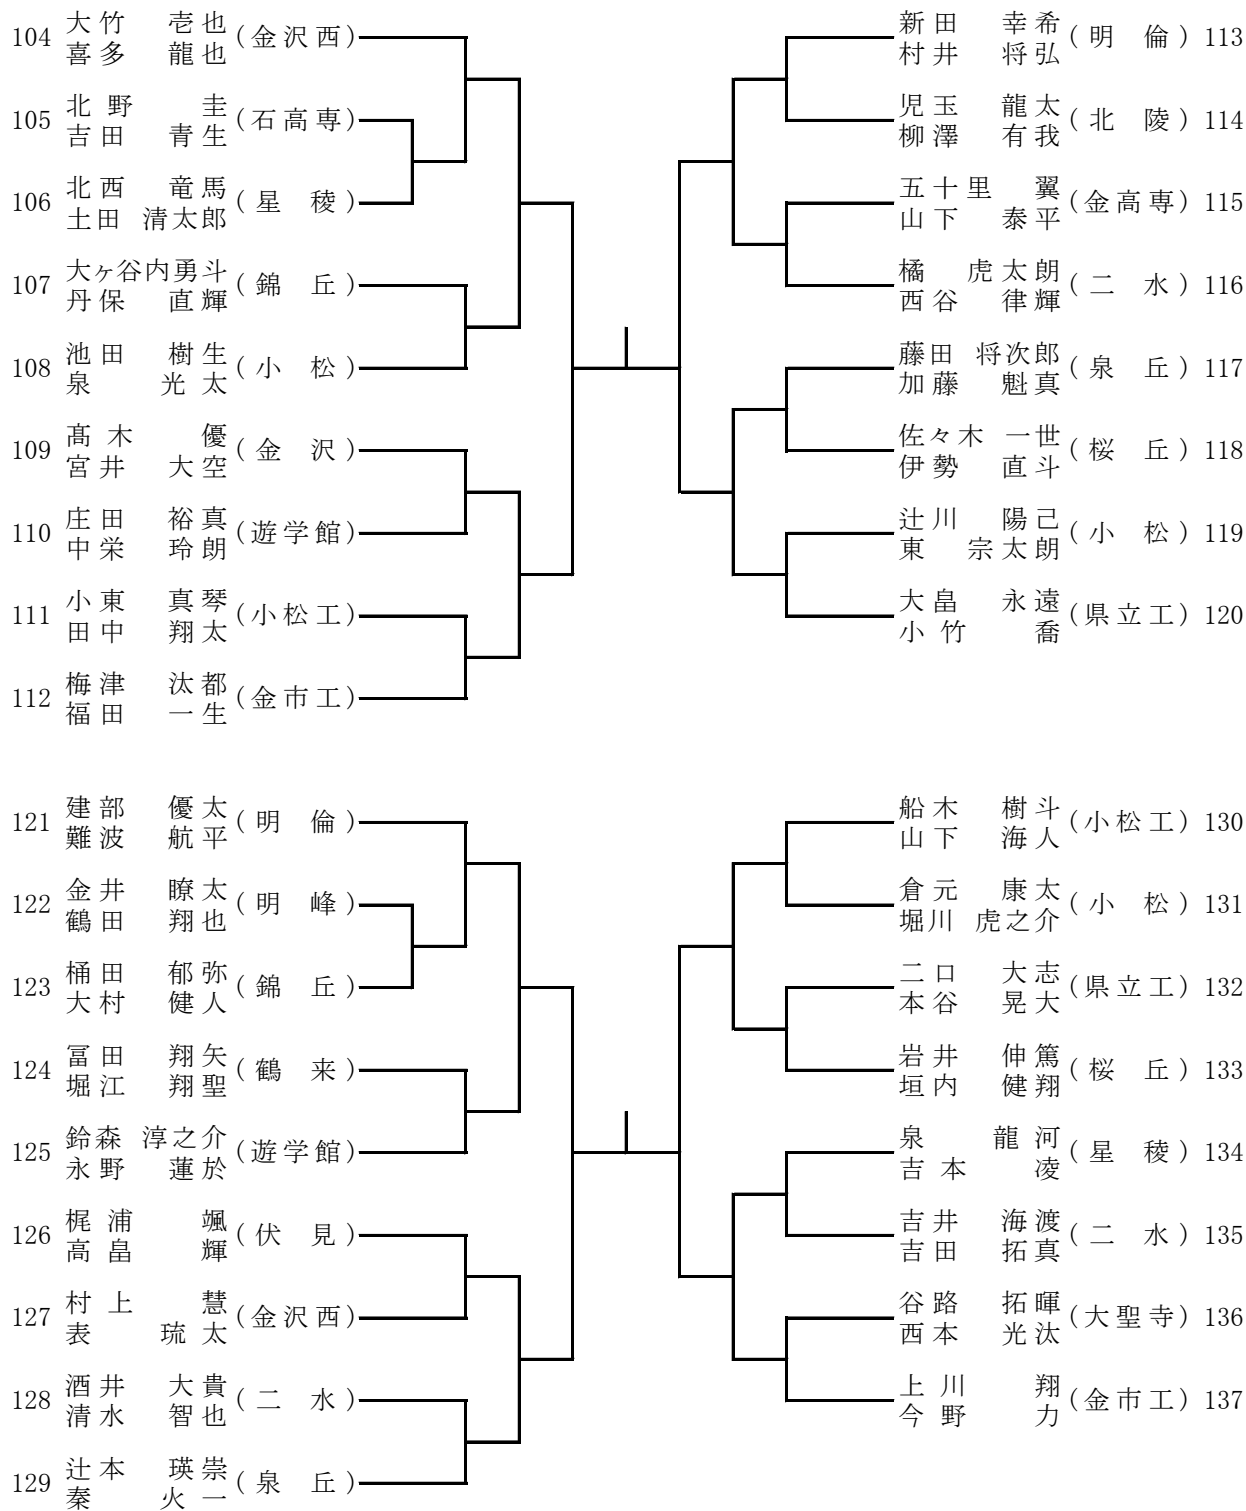 104 大竹 壱也 (金沢西)
喜多 龍也
105 北野 圭 (石高専)
吉田 青生
106 北西 竜馬 (星稜)
土田 清太郎
107 大ヶ谷内勇斗 (錦丘)
丹保 直輝
108 池田 樹生 (小松)
泉 光太
109 髙木 優 (金沢)
宮井 大空
110 庄田 裕真 (遊学館)
中栄 玲朗
111 小東 真琴 (小松工)
田中 翔太
112 梅津 汰都 (金市工)
福田 一生
新田 幸希 (明倫) 113
村井 将弘
児玉 龍太 (北陵) 114
柳澤 有我
五十里 翼 (金高専) 115
山下 泰平
橘 虎太朗 (二水) 116
西谷 律輝
藤田 将次郎 (泉丘) 117
加藤 魁真
佐々木 一世 (桜丘) 118
伊勢 直斗
辻川 陽己 (小松) 119
東 宗太朗
大畠 永遠 (県立工) 120
小竹 喬
121 建部 優太 (明倫)
難波 航平
122 金井 瞭太 (明峰)
鶴田 翔也
123 桶田 郁弥 (錦丘)
大村 健人
124 冨田 翔矢 (鶴来)
堀江 翔聖
125 鈴森 淳之介 (遊学館)
永野 蓮於
126 梶浦 颯 (伏見)
高畠 輝
127 村上 慧 (金沢西)
表 琉太
128 酒井 大貴 (二水)
清水 智也
129 辻本 瑛崇 (泉丘)
秦 火一
船木 樹斗 (小松工) 130
山下 海人
倉元 康太 (小松) 131
堀川 虎之介
二口 大志 (県立工) 132
本谷 晃大
岩井 伸篤 (桜丘) 133
垣内 健翔
泉 龍河 (星稜) 134
吉本 凌
吉井 海渡 (二水) 135
吉田 拓真
谷路 拓暉 (大聖寺) 136
西本 光汰
上川 翔 (金市工) 137
今野 力